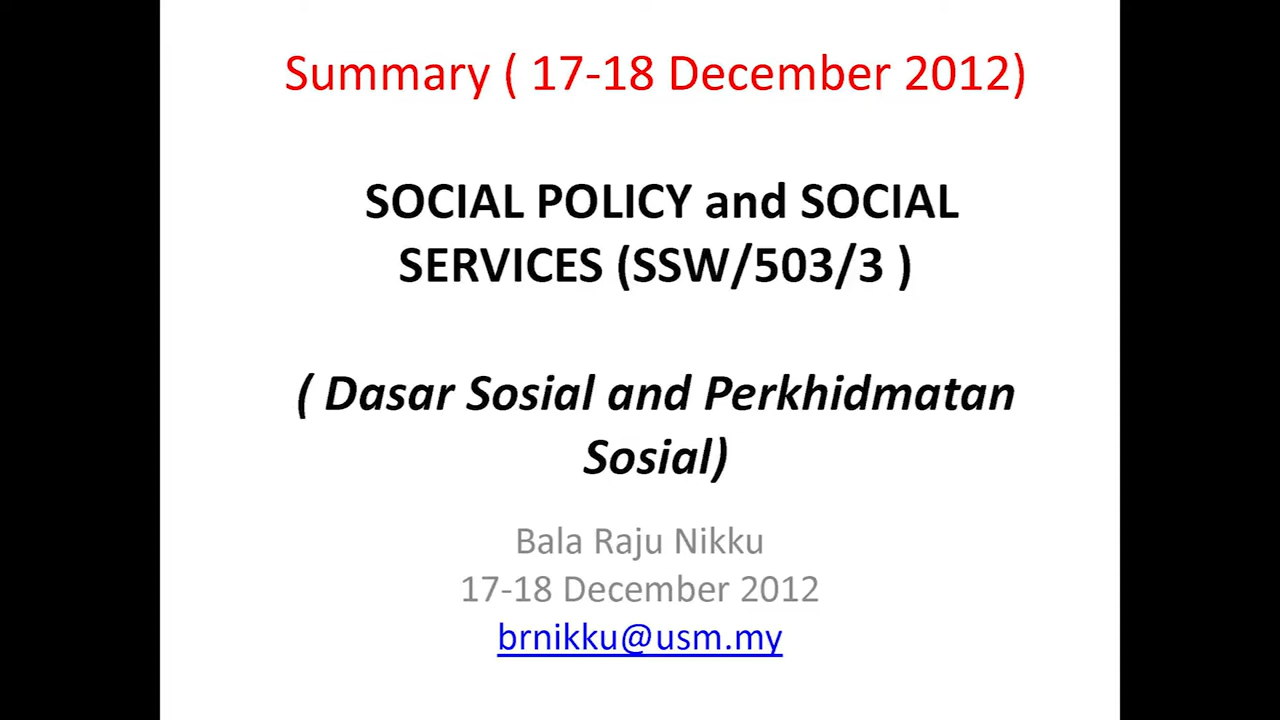 Summary ( 17-18 December 2012)
SOCIAL POLICY and SOCIAL
SERVICES (SSW/503/3 )
( Dasar Sosial and Perkhidmatan
Sosial)
Bala Raju Nikku
17-18 December 2012
brnikku@usm.my